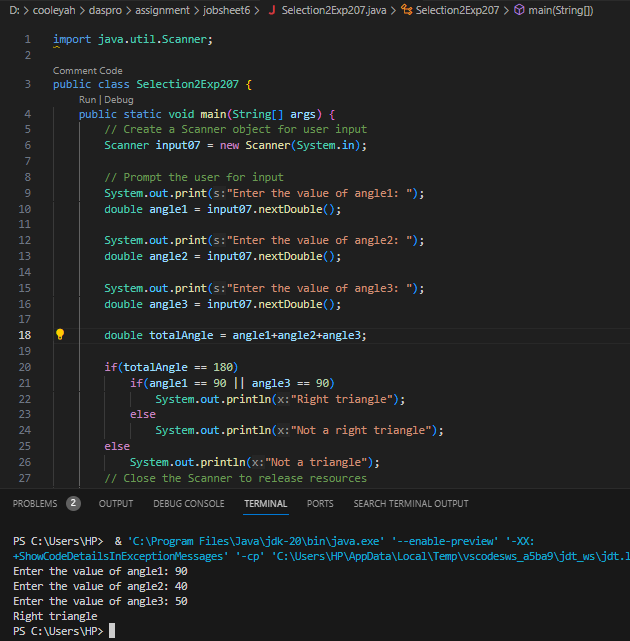 D: > cooleyah > daspro > assignment > jobsheet6 > J Selection2Exp207.java > Selection2Exp207 > main(String[])
1 import java.util.Scanner;
2
Comment Code
3 public class Selection2Exp207 {
Run | Debug
4 public static void main(String[] args) {
5 // Create a Scanner object for user input
6 Scanner input07 = new Scanner(System.in);
7
8 // Prompt the user for input
9 System.out.print(s:"Enter the value of angle1: ");
10 double angle1 = input07.nextDouble();
11
12 System.out.print(s:"Enter the value of angle2: ");
13 double angle2 = input07.nextDouble();
14
15 System.out.print(s:"Enter the value of angle3: ");
16 double angle3 = input07.nextDouble();
17
18 double totalAngle = angle1+angle2+angle3;
19
20 if(totalAngle == 180)
21 if(angle1 == 90 || angle3 == 90)
22 System.out.println(x:"Right triangle");
23 else
24 System.out.println(x:"Not a right triangle");
25 else
26 System.out.println(x:"Not a triangle");
27 // Close the Scanner to release resources
PROBLEMS 2 OUTPUT DEBUG CONSOLE TERMINAL PORTS SEARCH TERMINAL OUTPUT
PS C:\Users\HP> & 'C:\Program Files\Java\jdk-20\bin\java.exe' '--enable-preview' '-XX:
+ShowCodeDetailsInExceptionMessages' '-cp' 'C:\Users\HP\AppData\Local\Temp\vscodesws_a5ba9\jdt_ws\jdt.l
Enter the value of angle1: 90
Enter the value of angle2: 40
Enter the value of angle3: 50
Right triangle
PS C:\Users\HP>